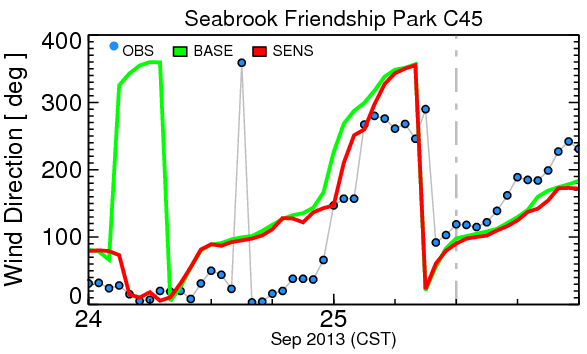 Seabrook Friendship Park C45
400
OBS BASE SENS
300
200
100
0
Wind Direction [ deg ]
24 25
Sep 2013 (CST)